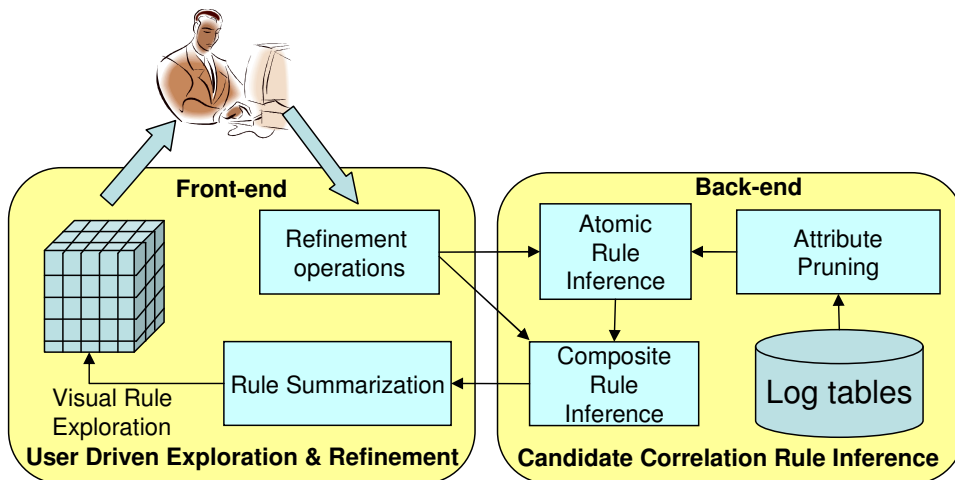 Front-end
Refinement
operations
Rule Summarization
Visual Rule
Exploration
User Driven Exploration & Refinement
Back-end
Atomic
Rule
Inference
Attribute
Pruning
Composite
Rule
Inference
Log tables
Candidate Correlation Rule Inference